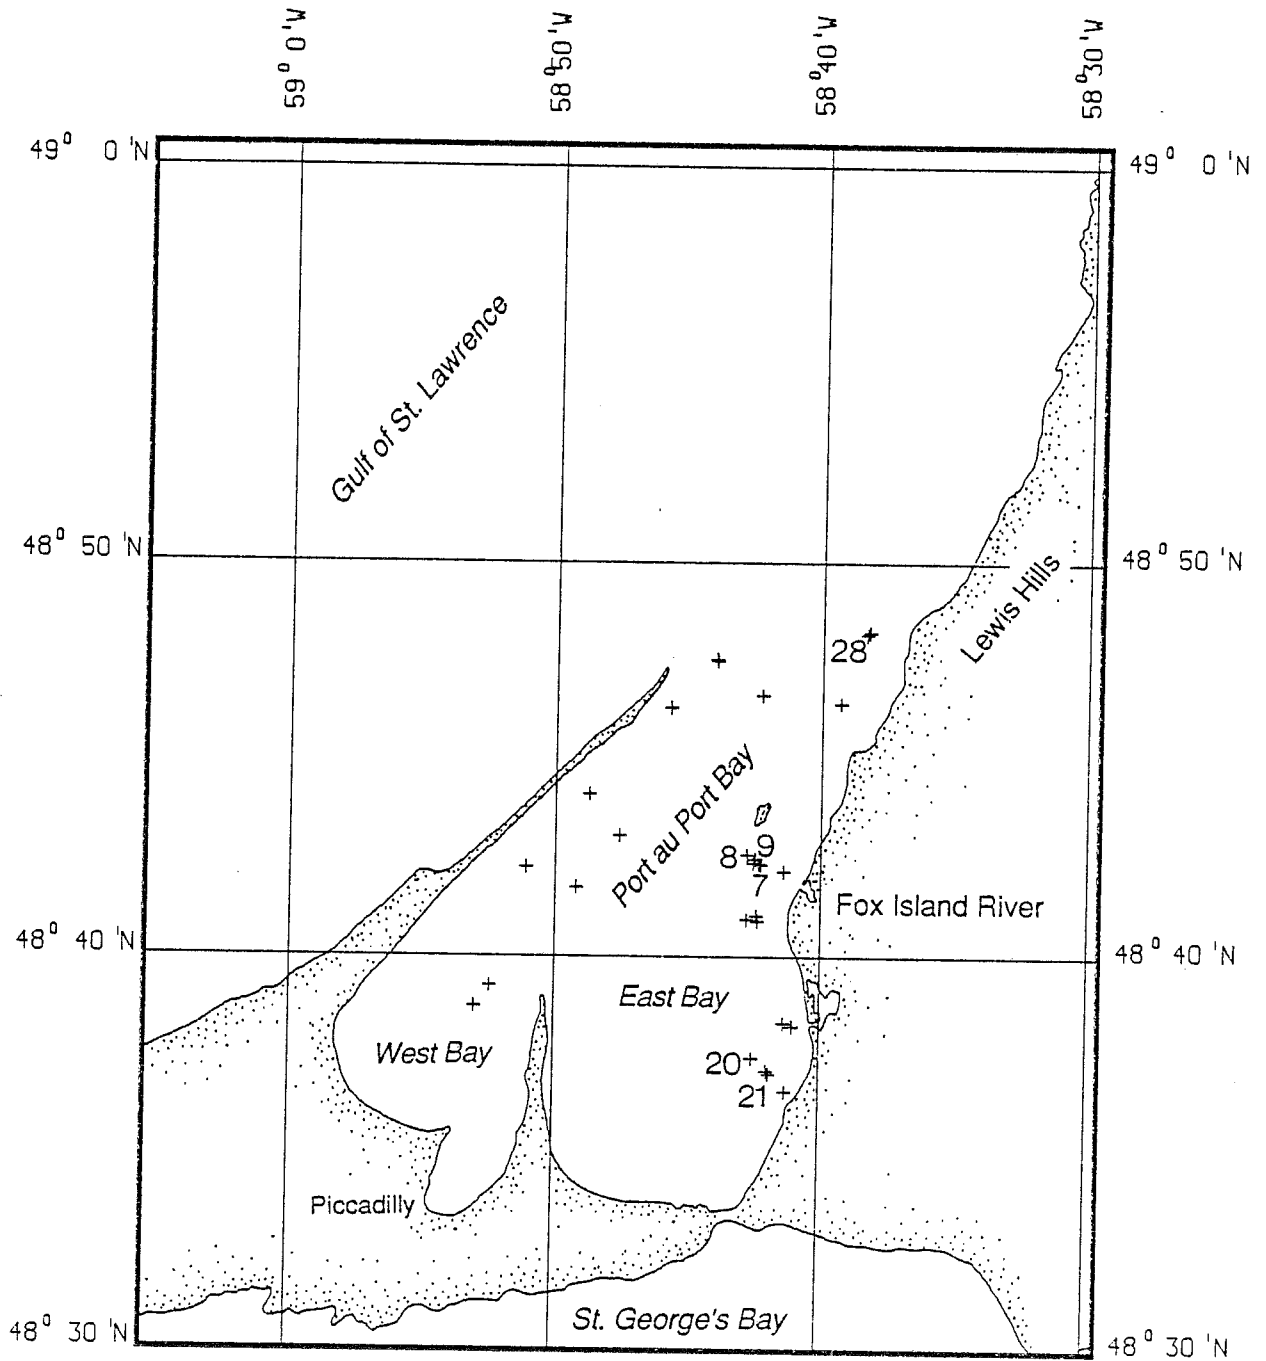 59° 0'W
58°50'W
58°40'W
58°30'W
49° 0'N
49° 0'N
Gulf of St. Lawrence
48° 50'N
48° 50'N
Lewis Hills
28
Port au Port Bay
8
9
7
Fox Island River
48° 40'N
48° 40'N
East Bay
West Bay
20
21
Piccadilly
St. George's Bay
48° 30'N
48° 30'N